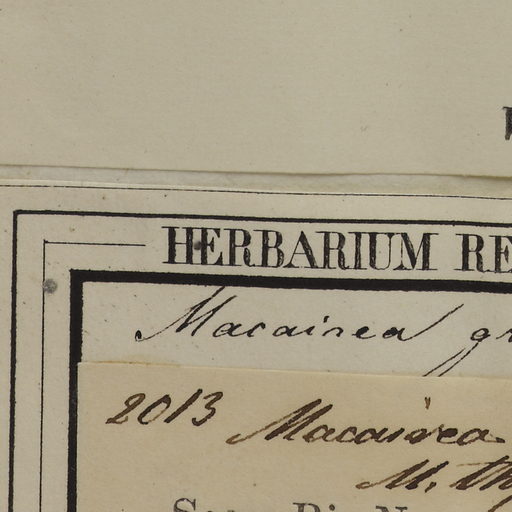 HERBARIUM RE
Macairea gr
2013 Macairea
M. th